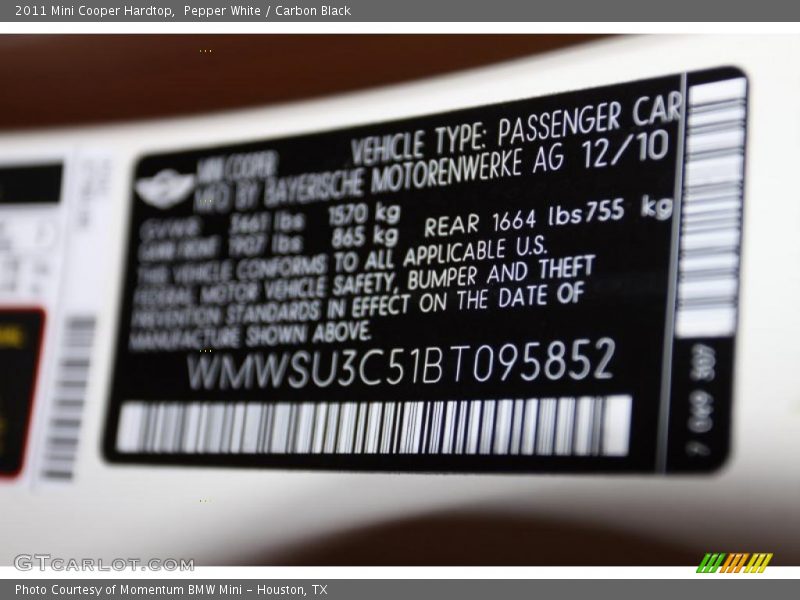 2011 Mini Cooper Hardtop,  Pepper White / Carbon Black
MINI COOPER VEHICLE TYPE: PASSENGER CAR
MFD BY BAYERISCHE MOTORENWERKE AG 12/10
GVWR 3461 lbs 1570 kg
GAWR FRONT 1907 lbs 865 kg REAR 1664 lbs 755 kg
THIS VEHICLE CONFORMS TO ALL APPLICABLE U.S.
FEDERAL MOTOR VEHICLE SAFETY, BUMPER AND THEFT
PREVENTION STANDARDS IN EFFECT ON THE DATE OF
MANUFACTURE SHOWN ABOVE.
WMWSU3C51BT095852
GTCARLOT.COM
Photo Courtesy of Momentum BMW Mini - Houston, TX